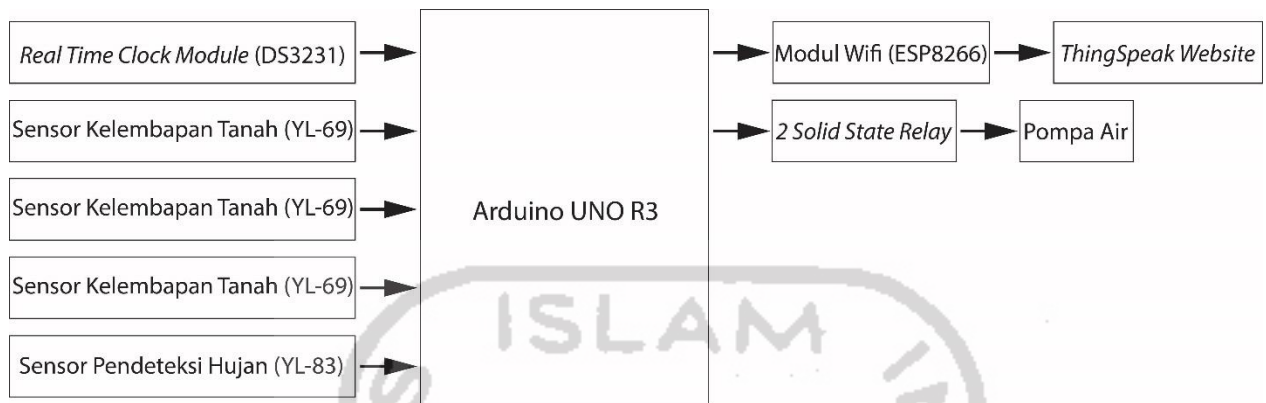 Real Time Clock Module (DS3231)
Sensor Kelembapan Tanah (YL-69)
Sensor Kelembapan Tanah (YL-69)
Sensor Kelembapan Tanah (YL-69)
Sensor Pendeteksi Hujan (YL-83)
Arduino UNO R3
Modul Wifi (ESP8266)
ThingSpeak Website
2 Solid State Relay
Pompa Air
ISLAM